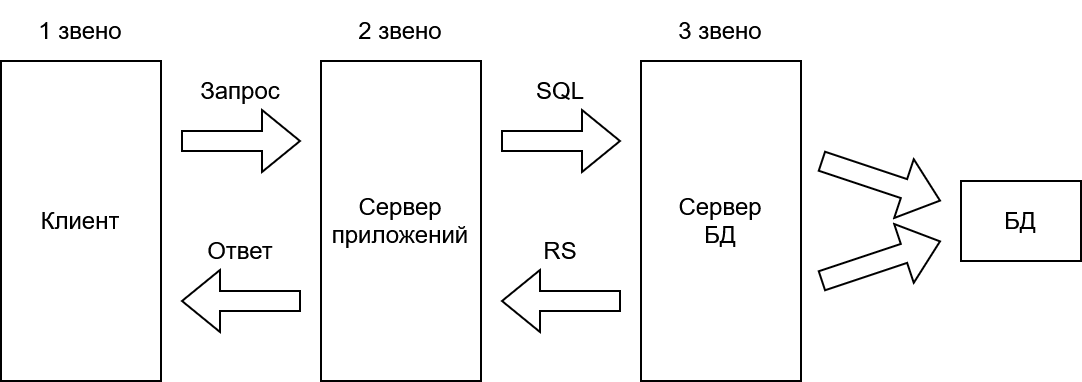 1 звено
2 звено
3 звено
Запрос
SQL
Клиент
Сервер
приложений
Сервер
БД
БД
Ответ
RS